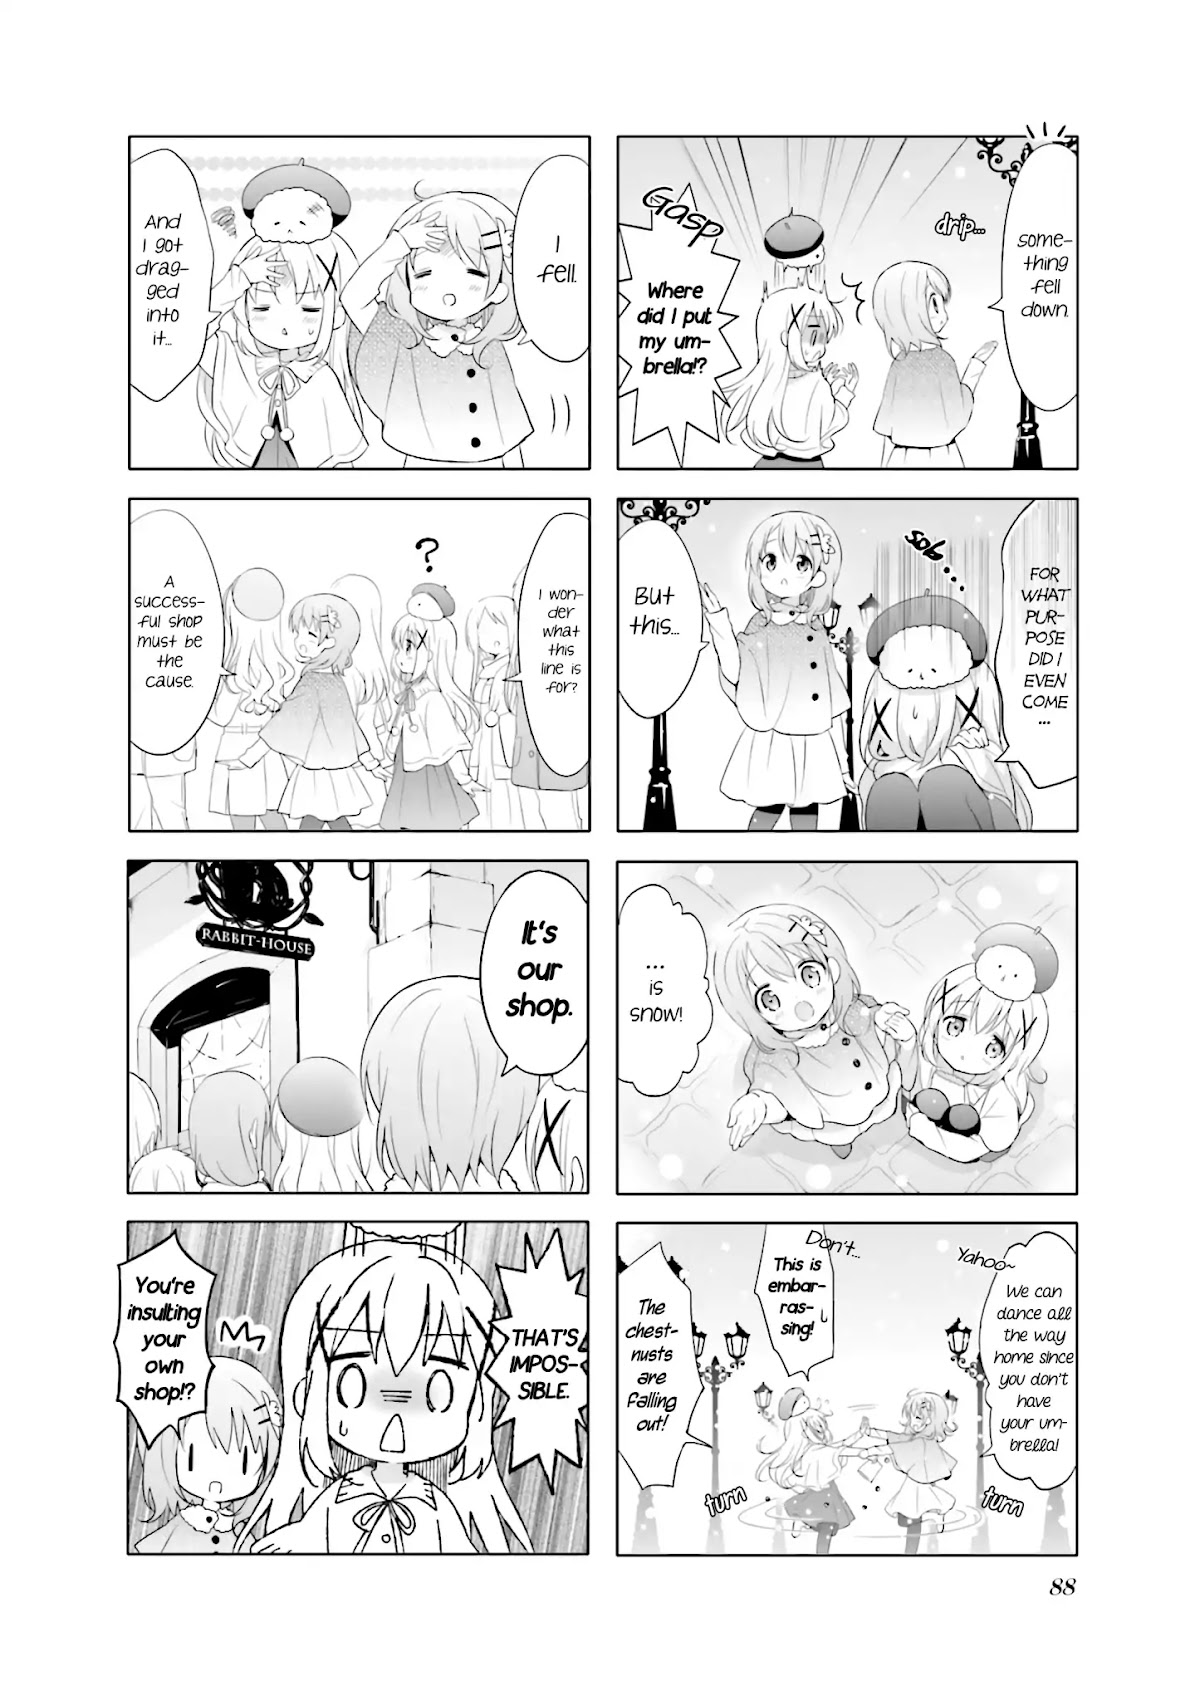 some-
thing
fell
down.
drip...
Gasp
Where
did I put
my um-
brella!?
FOR
WHAT
PUR-
POSE
DID I
EVEN
COME
...
sob
But
this...
...
is
snow!
Yahoo~
We can
dance all
the way
home since
you don't
have
your um-
brella!
Don't...
This is
embar-
ras-
sing!
The
chest-
nusts
are
falling
out!
turn
turn
I
fell.
And
I got
drag-
ged
into
it...
I won-
der
what
this
line is
for?
?
A
success-
ful shop
must be
the
cause.
RABBIT-HOUSE
It's
our
shop.
THAT'S
IMPOS-
SIBLE.
You're
insulting
your
own
shop!?
88